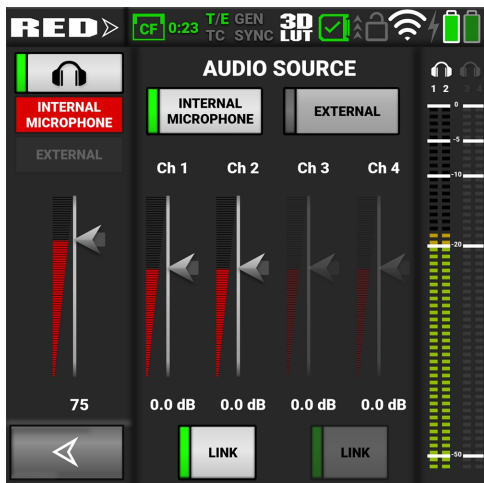 RED
CF 0:23 T/E GEN 3D
TC SYNC LUT
AUDIO SOURCE
INTERNAL
MICROPHONE
EXTERNAL
INTERNAL
MICROPHONE
EXTERNAL
1 2 3 4
Ch 1 Ch 2 Ch 3 Ch 4
0
-5
-10
-20
-50
75
0.0 dB 0.0 dB 0.0 dB 0.0 dB
LINK LINK